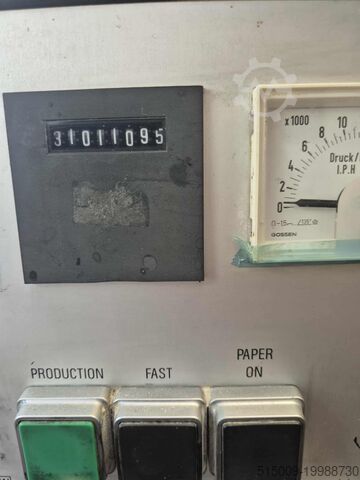 31011095
x1000
10
8
6
4
2
0
Druck/
I.P.H
GOSSEN
PRODUCTION
FAST
PAPER
ON
515009-19988730